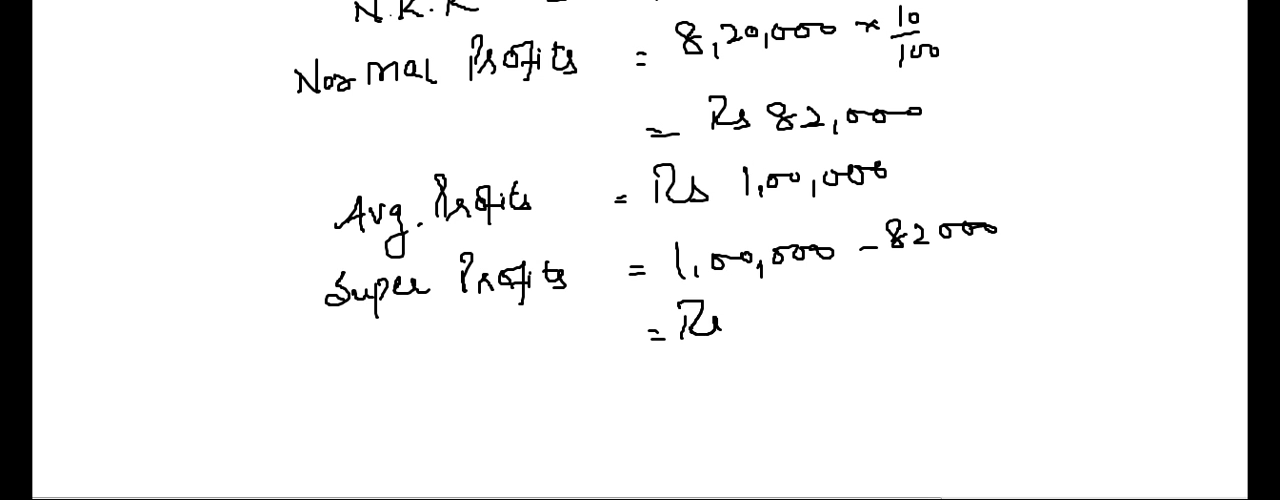 N.R.R =
Normal Profits = 8,20,000 × 10/100
= Rs 82,000
Avg. Profits = Rs 1,00,000
Super Profits = 1,00,000 - 82000
= Rs